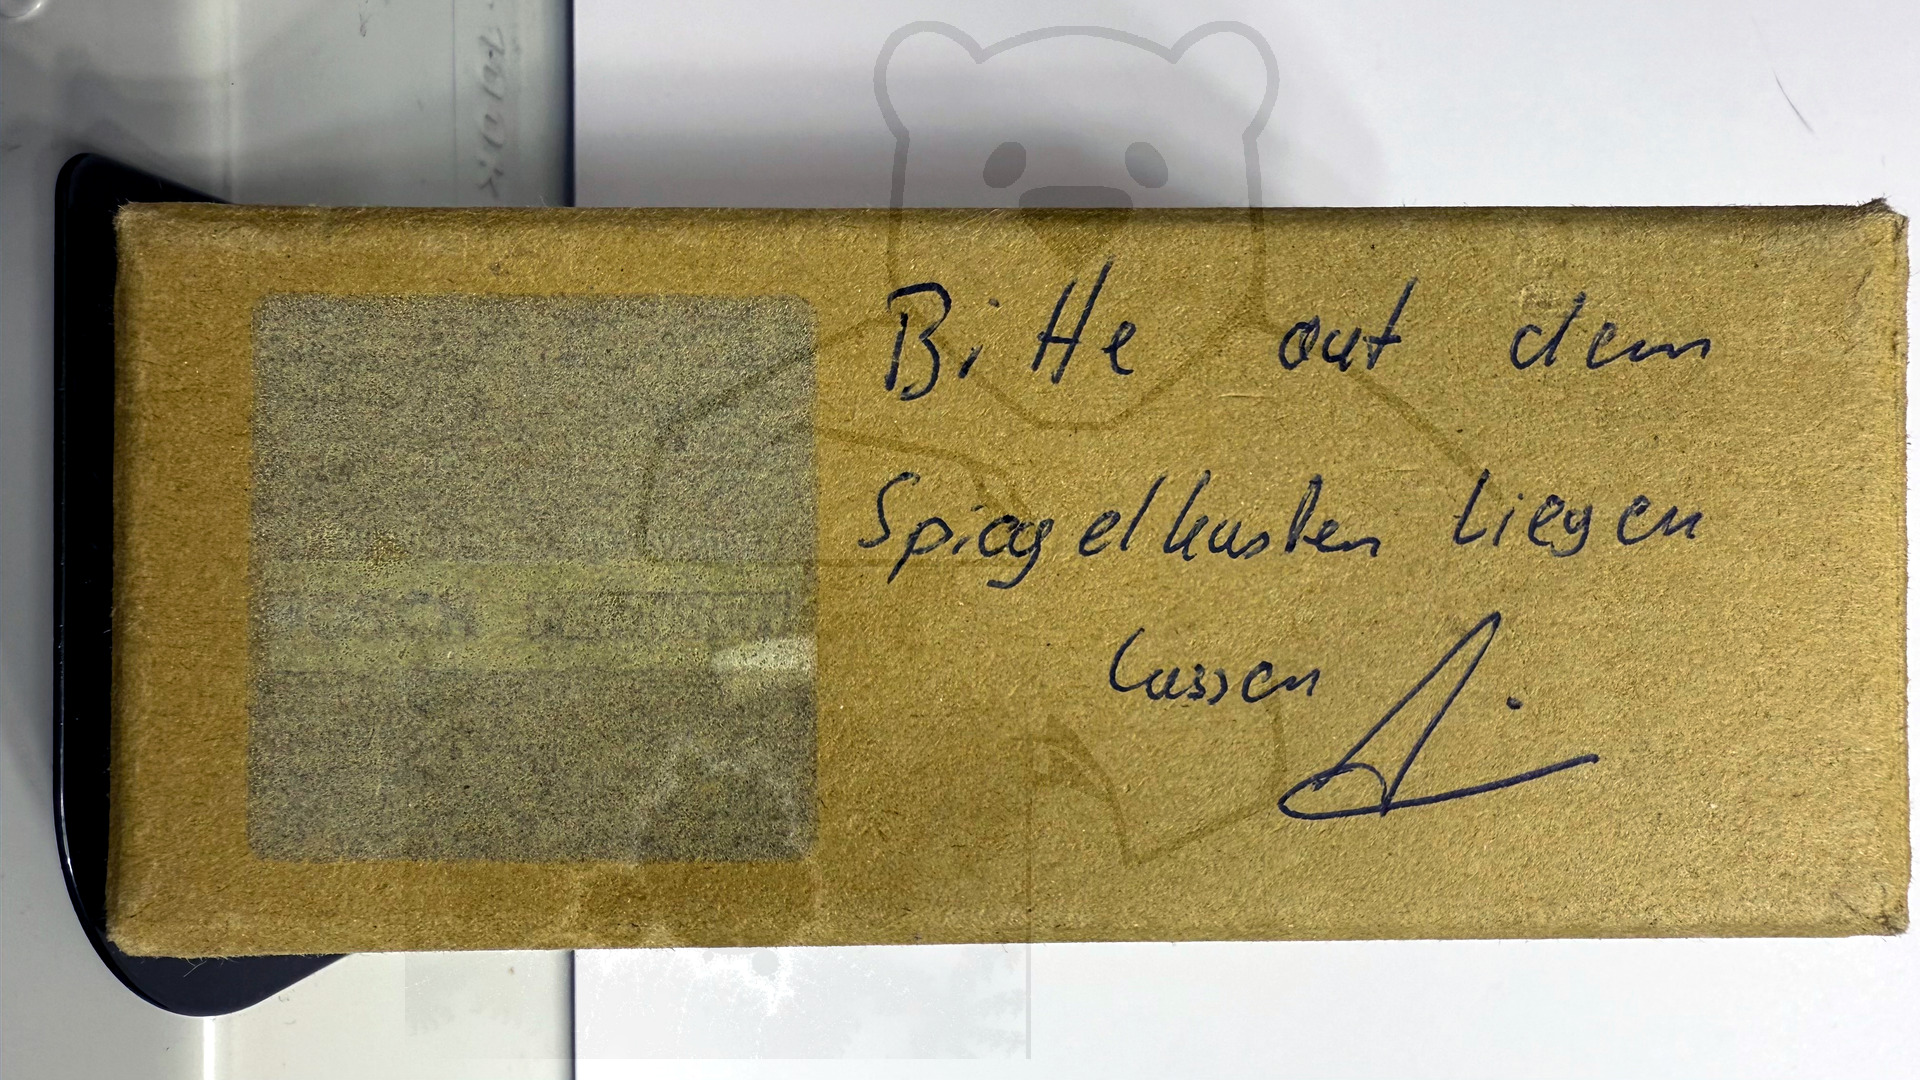 Bitte auf dem
Spiegelkasten liegen
lassen